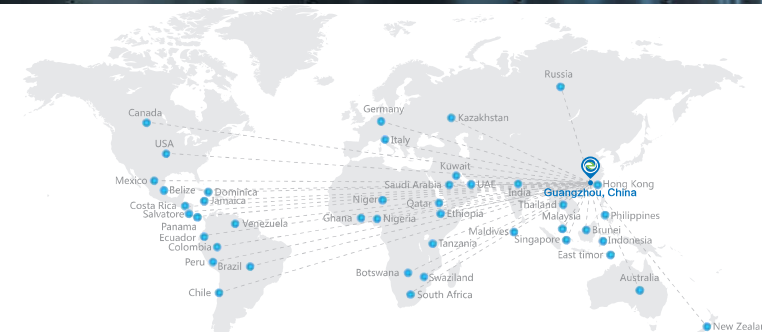 Russia
Canada
Germany
Kazakhstan
USA
Italy
Kuwait
Mexico
Belize
Dominica
Saudi Arabia
UAE
India
Hong Kong
Guangzhou, China
Jamaica
Niger
Qatar
Thailand
Costa Rica
Salvatore
Ghana
Nigeria
Ethiopia
Malaysia
Philippines
Panama
Venezuela
Maldives
Brunei
Ecuador
Singapore
Indonesia
Colombia
Tanzania
East timor
Peru
Brazil
Botswana
Swaziland
Australia
Chile
South Africa
New Zealar